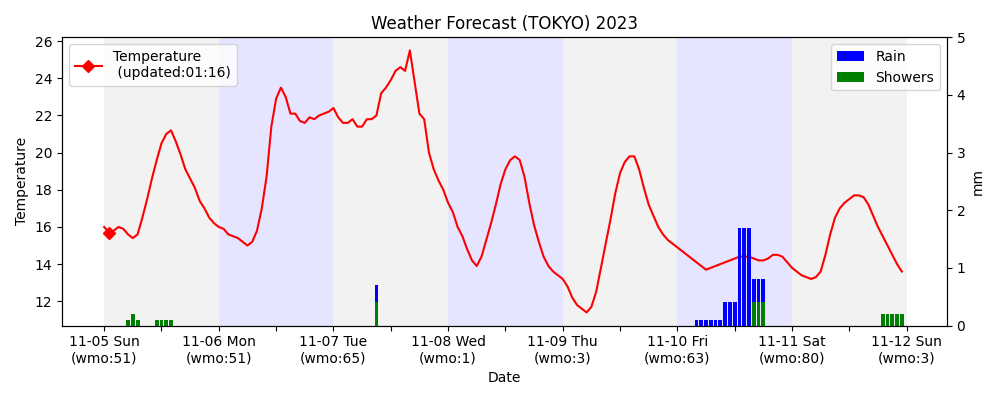 Weather Forecast (TOKYO) 2023
Temperature
(updated:01:16)
Rain
Showers
26
24
22
20
18
16
14
12
Temperature
5
4
3
2
1
0
mm
11-05 Sun 11-06 Mon 11-07 Tue 11-08 Wed 11-09 Thu 11-10 Fri 11-11 Sat 11-12 Sun
(wmo:51) (wmo:51) (wmo:65) (wmo:1) (wmo:3) (wmo:63) (wmo:80) (wmo:3)
Date